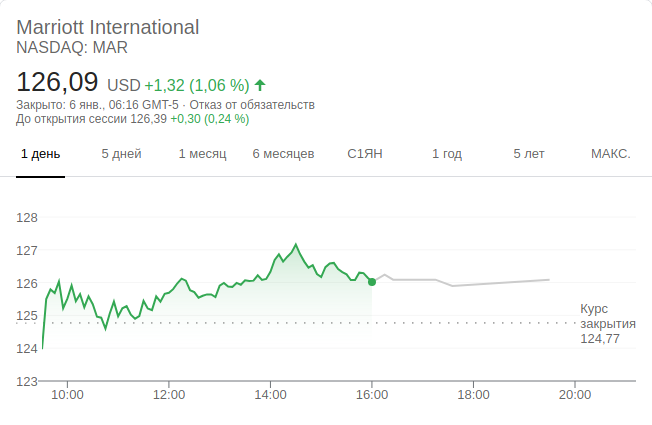 Marriott International
NASDAQ: MAR
126,09 USD +1,32 (1,06 %)
Закрыто: 6 янв., 06:16 GMT-5 · Отказ от обязательств
До открытия сессии 126,39 +0,30 (0,24 %)
1 день 5 дней 1 месяц 6 месяцев С1ЯН 1 год 5 лет МАКС.
128
127
126
125
124
123
Курс
закрытия
124,77
10:00 12:00 14:00 16:00 18:00 20:00